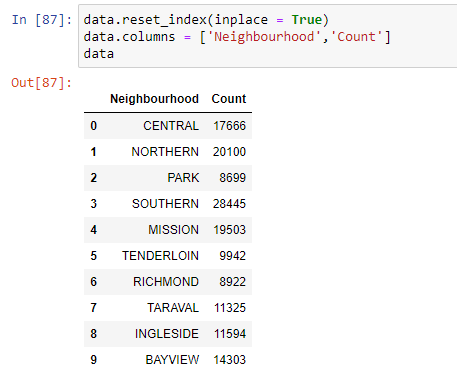 In [87]: data.reset_index(inplace = True)
data.columns = ['Neighbourhood','Count']
data
Out[87]:
Neighbourhood Count
0 CENTRAL 17666
1 NORTHERN 20100
2 PARK 8699
3 SOUTHERN 28445
4 MISSION 19503
5 TENDERLOIN 9942
6 RICHMOND 8922
7 TARAVAL 11325
8 INGLESIDE 11594
9 BAYVIEW 14303